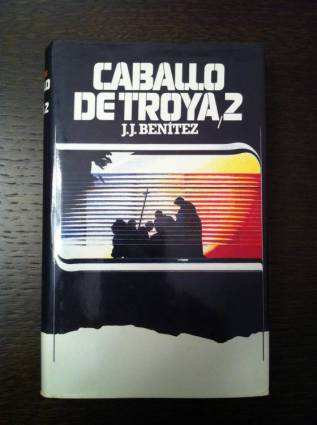 CABALLO
DE TROYA, 2
J.J. BENÍTEZ